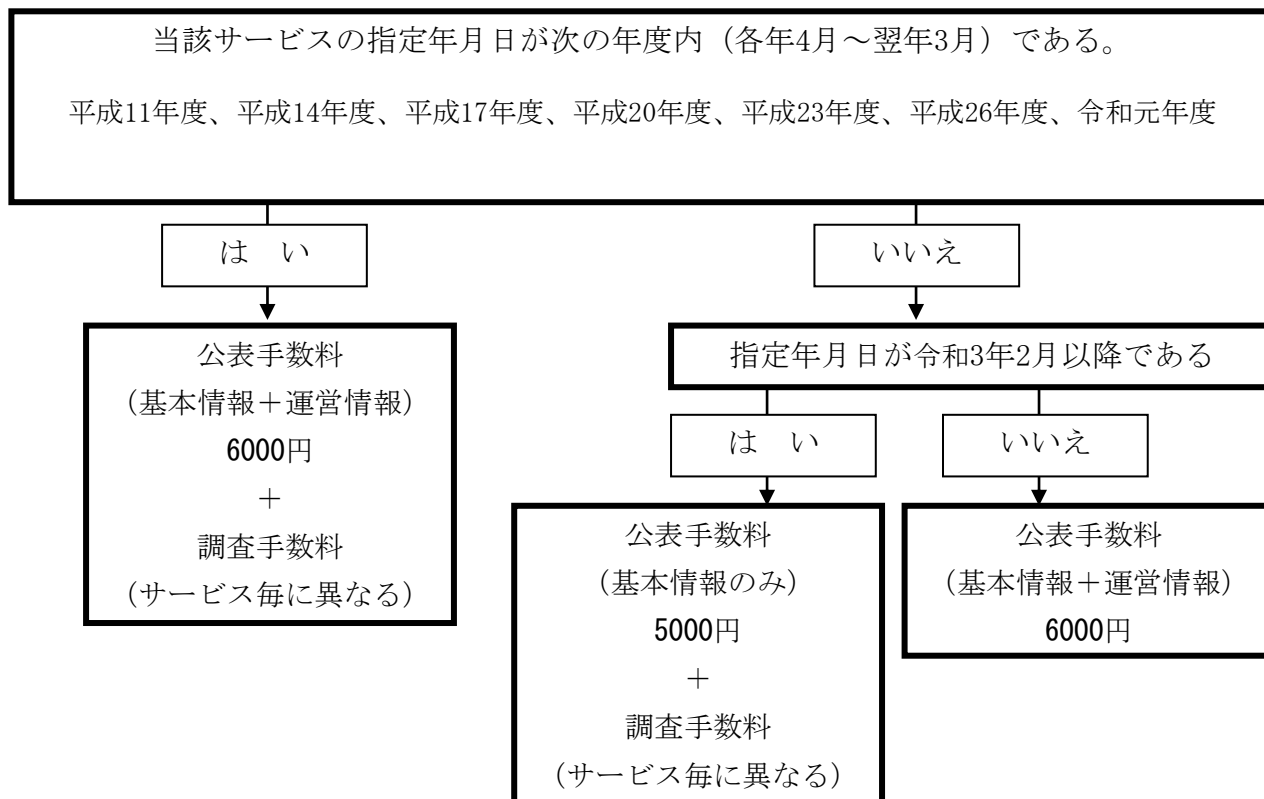 当該サービスの指定年月日が次の年度内（各年4月～翌年3月）である。
平成11年度、平成14年度、平成17年度、平成20年度、平成23年度、平成26年度、令和元年度
は　い
いいえ
公表手数料
（基本情報＋運営情報）
6000円
＋
調査手数料
（サービス毎に異なる）
指定年月日が令和3年2月以降である
は　い
いいえ
公表手数料
（基本情報のみ）
5000円
＋
調査手数料
（サービス毎に異なる）
公表手数料
（基本情報＋運営情報）
6000円